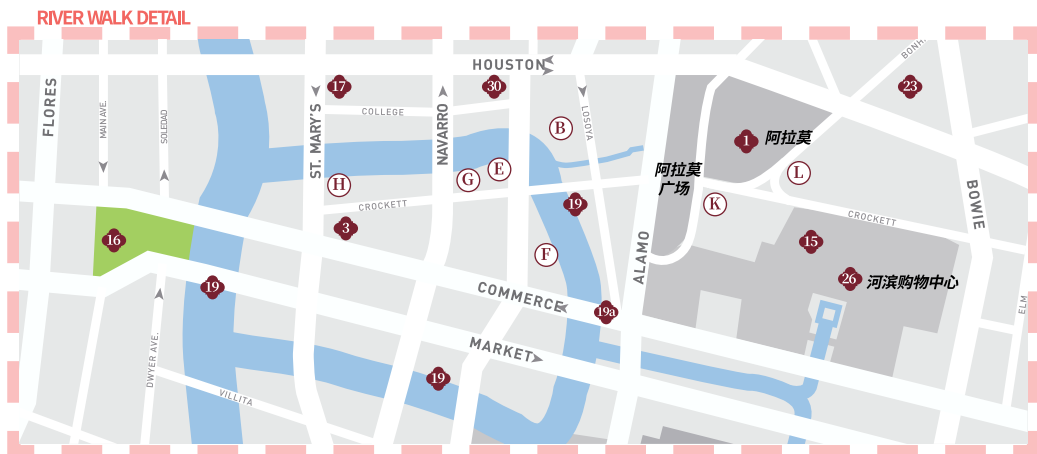 RIVER WALK DETAIL
HOUSTON
BONH
FLORES
MAIN AVE.
SOLEDAD
17
ST. MARY'S
COLLEGE
NAVARRO
30
LOSOYA
B
23
1
阿拉莫
阿拉莫
广场
H
G
E
L
K
CROCKETT
3
19
CROCKETT
BOWIE
16
15
F
ALAMO
26
河滨购物中心
19
COMMERCE
19a
ELM
MARKET
DWYER AVE.
19
VILLITA